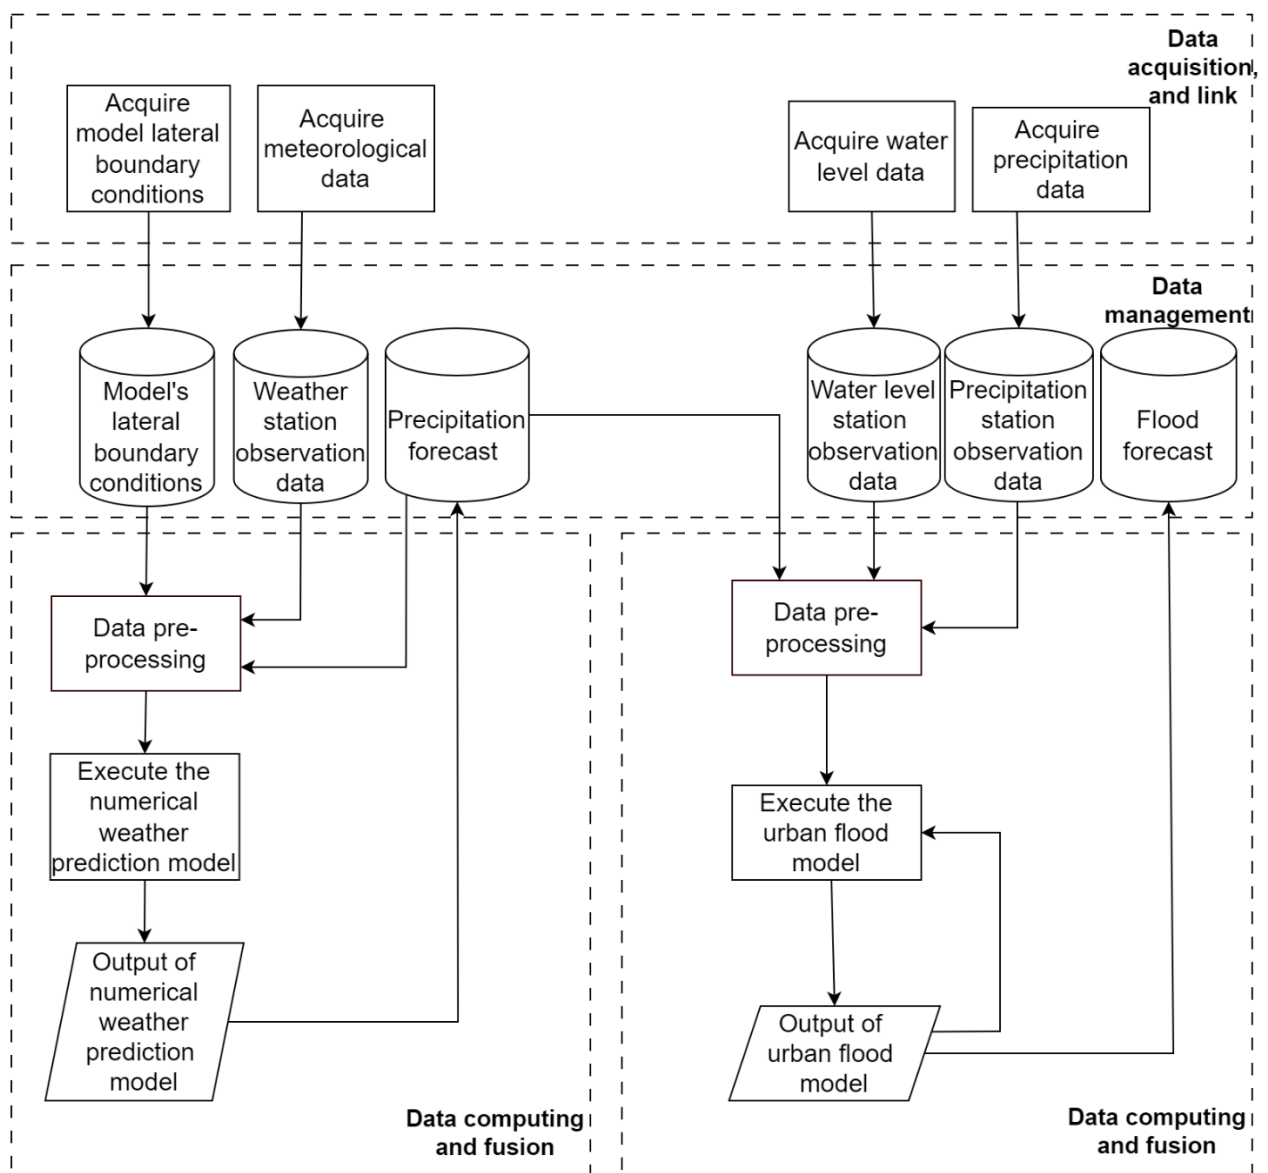 Data
acquisition,
and link
Acquire
model lateral
boundary
conditions
Acquire
meteorological
data
Acquire water
level data
Acquire
precipitation
data
Data
management
Model's
lateral
boundary
conditions
Weather
station
observation
data
Precipitation
forecast
Water level
station
observation
data
Precipitation
station
observation
data
Flood
forecast
Data pre-
processing
Execute the
numerical
weather
prediction model
Output of
numerical
weather
prediction
model
Data computing
and fusion
Data pre-
processing
Execute the
urban flood
model
Output of
urban flood
model
Data computing
and fusion